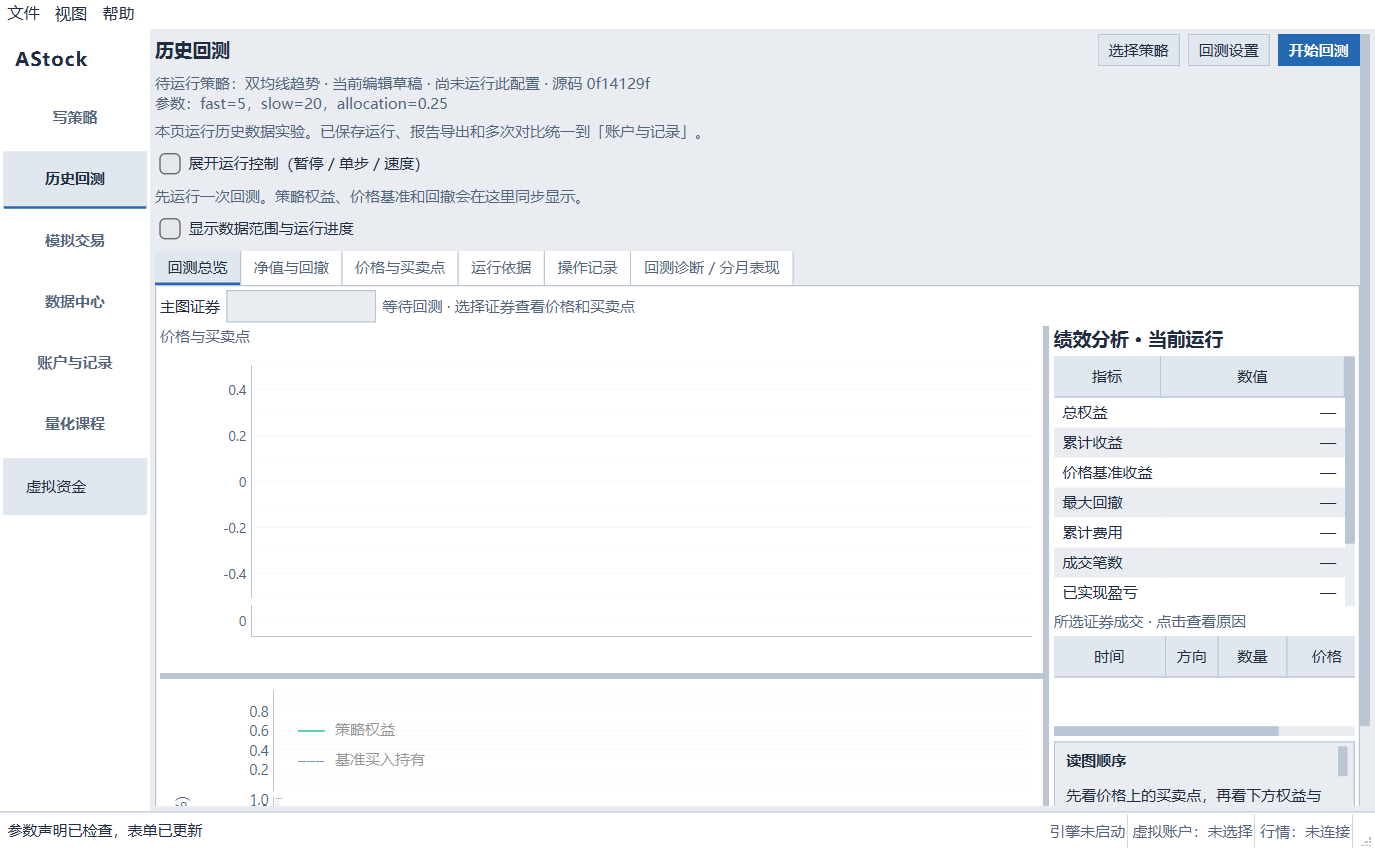 文件 视图 帮助
AStock
写策略
历史回测
模拟交易
数据中心
账户与记录
量化课程
虚拟资金
历史回测
选择策略 回测设置 开始回测
待运行策略：双均线趋势 · 当前编辑草稿 · 尚未运行此配置 · 源码 0f14129f
参数：fast=5，slow=20，allocation=0.25
本页运行历史数据实验。已保存运行、报告导出和多次对比统一到「账户与记录」。
展开运行控制（暂停 / 单步 / 速度）
先运行一次回测。策略权益、价格基准和回撤会在这里同步显示。
显示数据范围与运行进度
回测总览 净值与回撤 价格与买卖点 运行依据 操作记录 回测诊断 / 分月表现
主图证券 等待回测 · 选择证券查看价格和买卖点
价格与买卖点
0.4
0.2
0
-0.2
-0.4
0
0.8
0.6
0.4
0.2
1.0
策略权益
基准买入持有
绩效分析 • 当前运行
指标 数值
总权益 —
累计收益 —
价格基准收益 —
最大回撤 —
累计费用 —
成交笔数 —
已实现盈亏 —
所选证券成交 · 点击查看原因
时间 方向 数量 价格
读图顺序
先看价格上的买卖点，再看下方权益与
参数声明已检查，表单已更新
引擎未启动 虚拟账户：未选择 行情：未连接